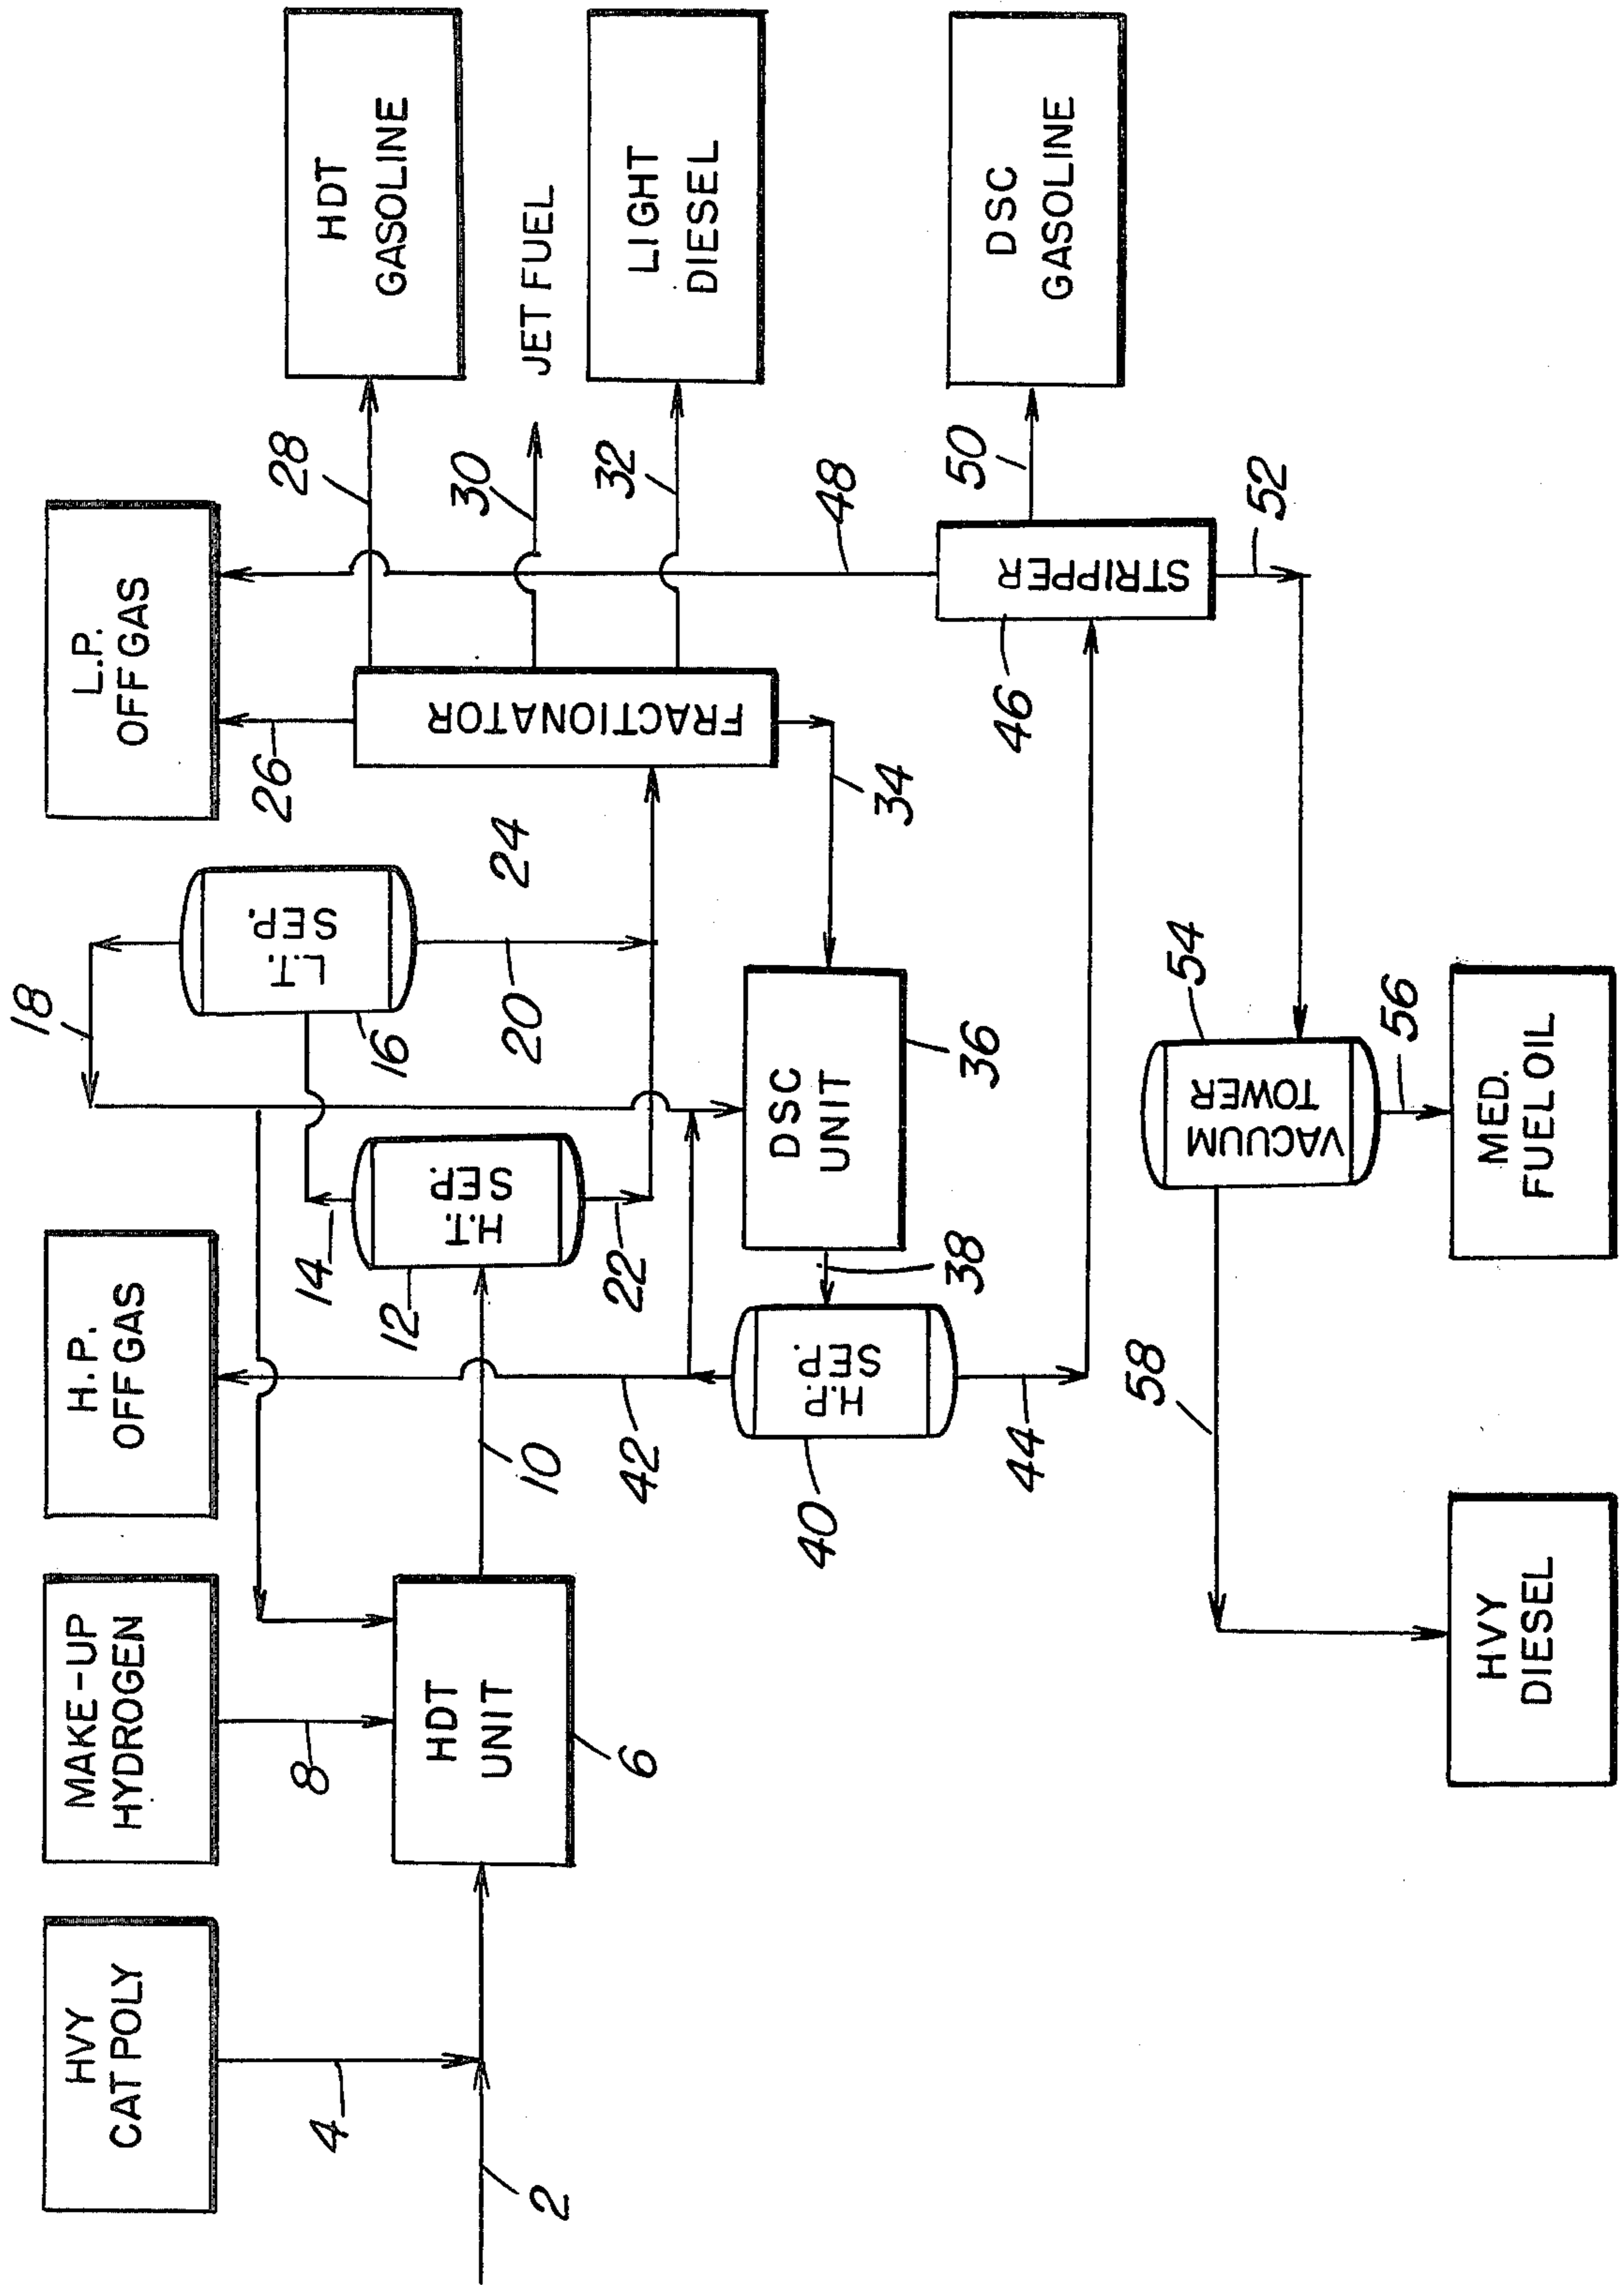 HVY
CAT POLY
MAKE-UP
HYDROGEN
H.P.
OFF GAS
L.P.
OFF GAS
18
4
8
14
12
L.T.
SEP.
16
26
28
HDT
GASOLINE
2
HDT
UNIT
6
10
H.T.
SEP.
22
20
24
FRACTIONATOR
30
JET FUEL
32
LIGHT
DIESEL
42
40
H.P.
SEP.
38
DSC
UNIT
36
34
48
44
46
STRIPPER
50
DSC
GASOLINE
52
58
VACUUM
TOWER
54
56
HVY
DIESEL
MED.
FUEL OIL